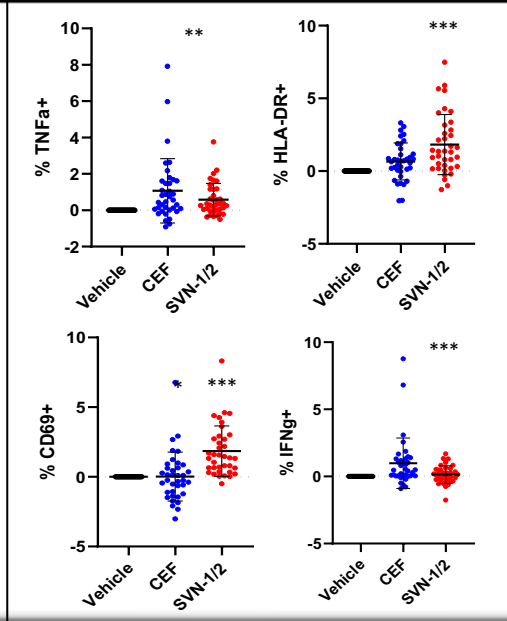 % TNFa+
10
8
6
4
2
0
-2
**
Vehicle
CEF
SVN-1/2
% HLA-DR+
10
5
0
-5
***
Vehicle
CEF
SVN-1/2
% CD69+
10
5
0
-5
*
***
Vehicle
CEF
SVN-1/2
% IFNg+
10
5
0
-5
***
Vehicle
CEF
SVN-1/2